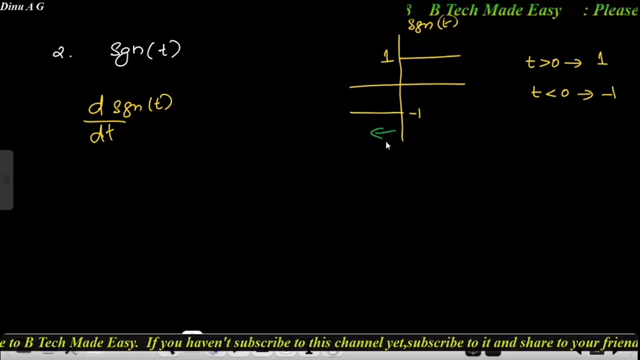 Dinu A G
B Tech Made Easy : Please
2. sgn(t)
sgn(t)
1
-1
t>0 → 1
t<0 → -1
d sgn(t)
dt
e to B Tech Made Easy. If you haven't subscribe to this channel yet,subscribe to it and share to your friend